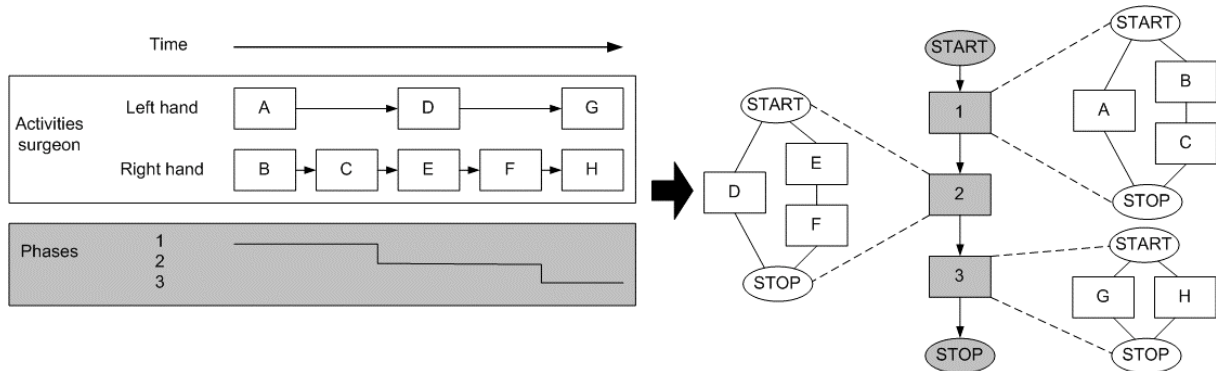 Time
Activities
surgeon
Left hand
A
D
G
Right hand
B
C
E
F
H
Phases
1
2
3
START
D
E
F
STOP
START
1
2
3
STOP
START
A
B
C
STOP
START
G
H
STOP